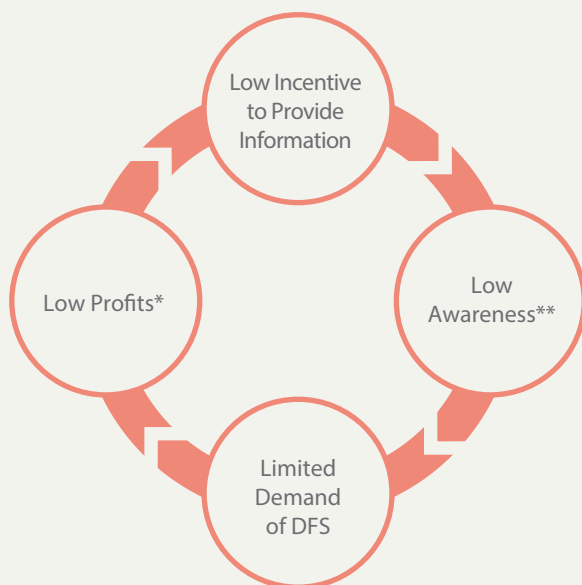 Low Incentive
to Provide
Information
Low
Awareness**
Limited
Demand
of DFS
Low Profits*